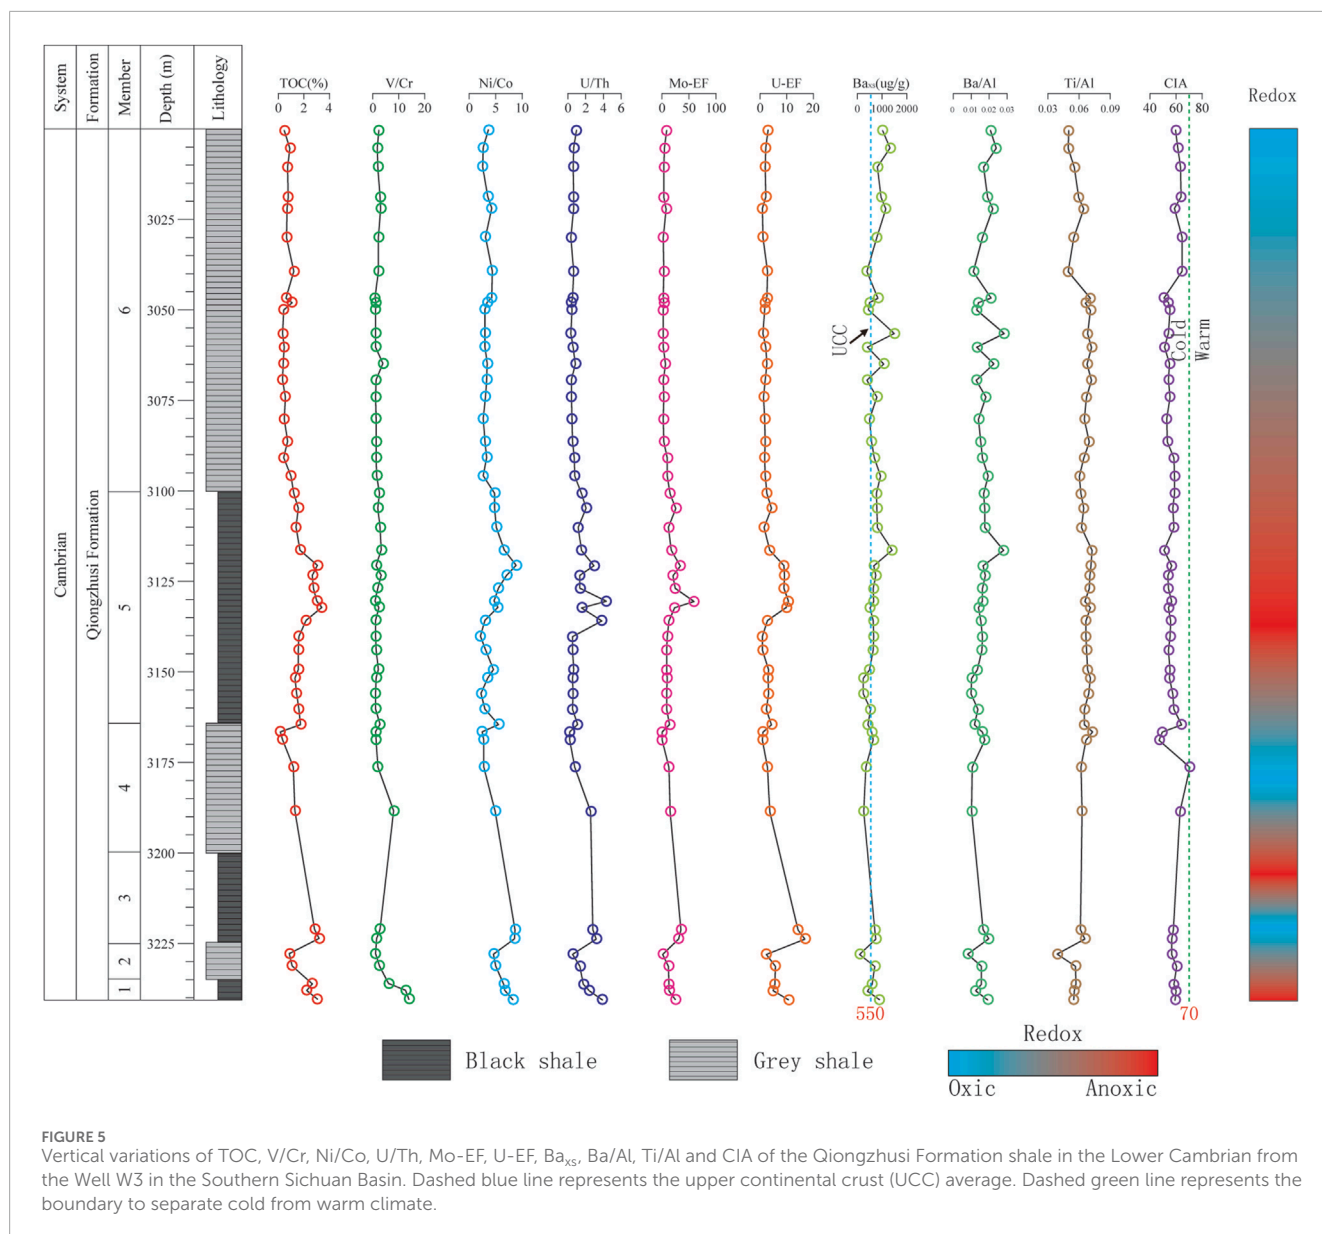 System
Formation
Member
Depth (m)
Lithology
TOC(%)
0 2 4
V/Cr
0 10 20
Ni/Co
0 5 10
U/Th
0 2 4 6
Mo-EF
0 50 100
U-EF
0 10 20
Baxs(ug/g)
0 1000 2000
Ba/Al
0 0.01 0.02 0.03
Ti/Al
0.03 0.06 0.09
CIA
40 60 80
Redox
Cambrian
Qiongzhusi Formation
6
5
4
3
2
1
3025
3050
3075
3100
3125
3150
3175
3200
3225
UCC
Cold
Warm
550
70
Black shale
Grey shale
Redox
Oxic
Anoxic
FIGURE 5
Vertical variations of TOC, V/Cr, Ni/Co, U/Th, Mo-EF, U-EF, Baxs, Ba/Al, Ti/Al and CIA of the Qiongzhusi Formation shale in the Lower Cambrian from
the Well W3 in the Southern Sichuan Basin. Dashed blue line represents the upper continental crust (UCC) average. Dashed green line represents the
boundary to separate cold from warm climate.